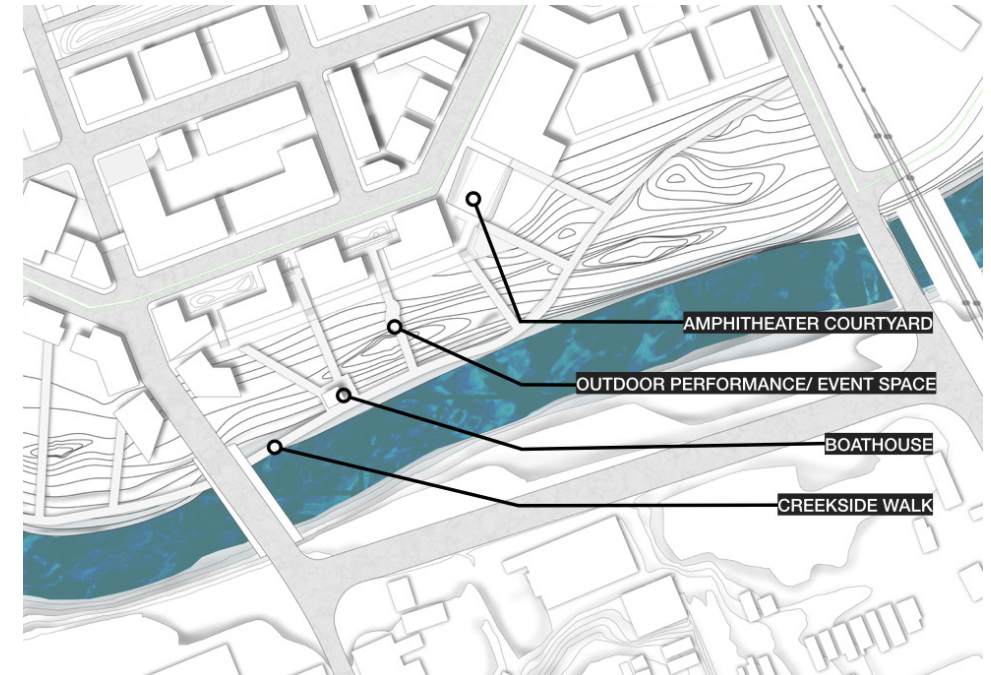 AMPHITHEATER COURTYARD
OUTDOOR PERFORMANCE/ EVENT SPACE
BOATHOUSE
CREEKSIDE WALK